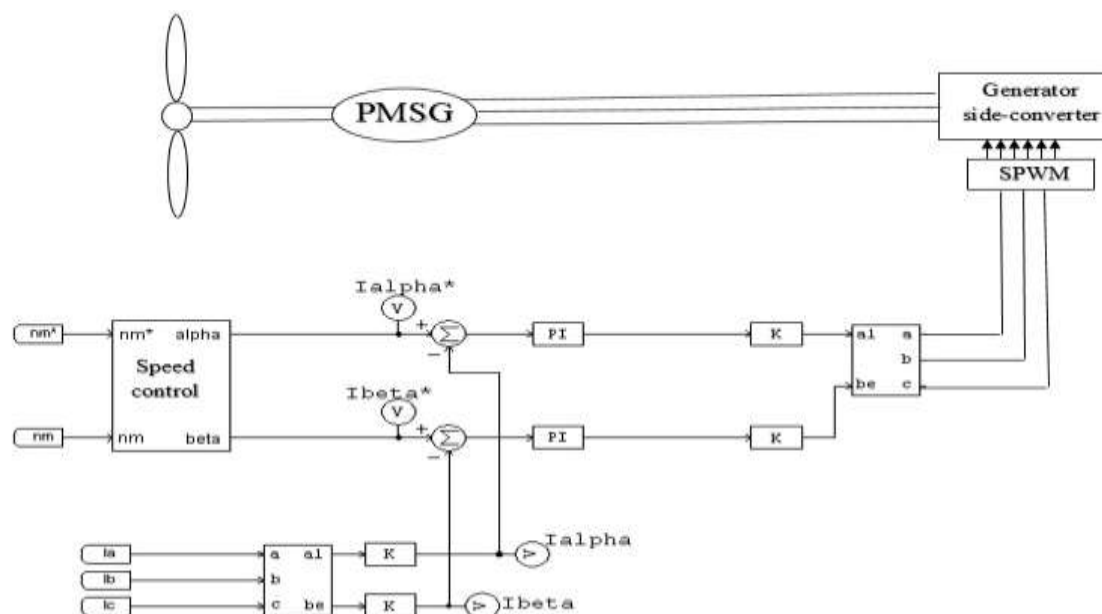 Generator
side-converter
PMSG
SPWM
Ialpha*
V
nm*
nm* alpha
+
Σ
−
PI
K
al a
Speed
control
b
Ibeta*
V
be c
nm
nm beta
+
Σ
−
PI
K
Ia
a al
K
V
Ialpha
Ib
b
Ic
c be
K
V
Ibeta